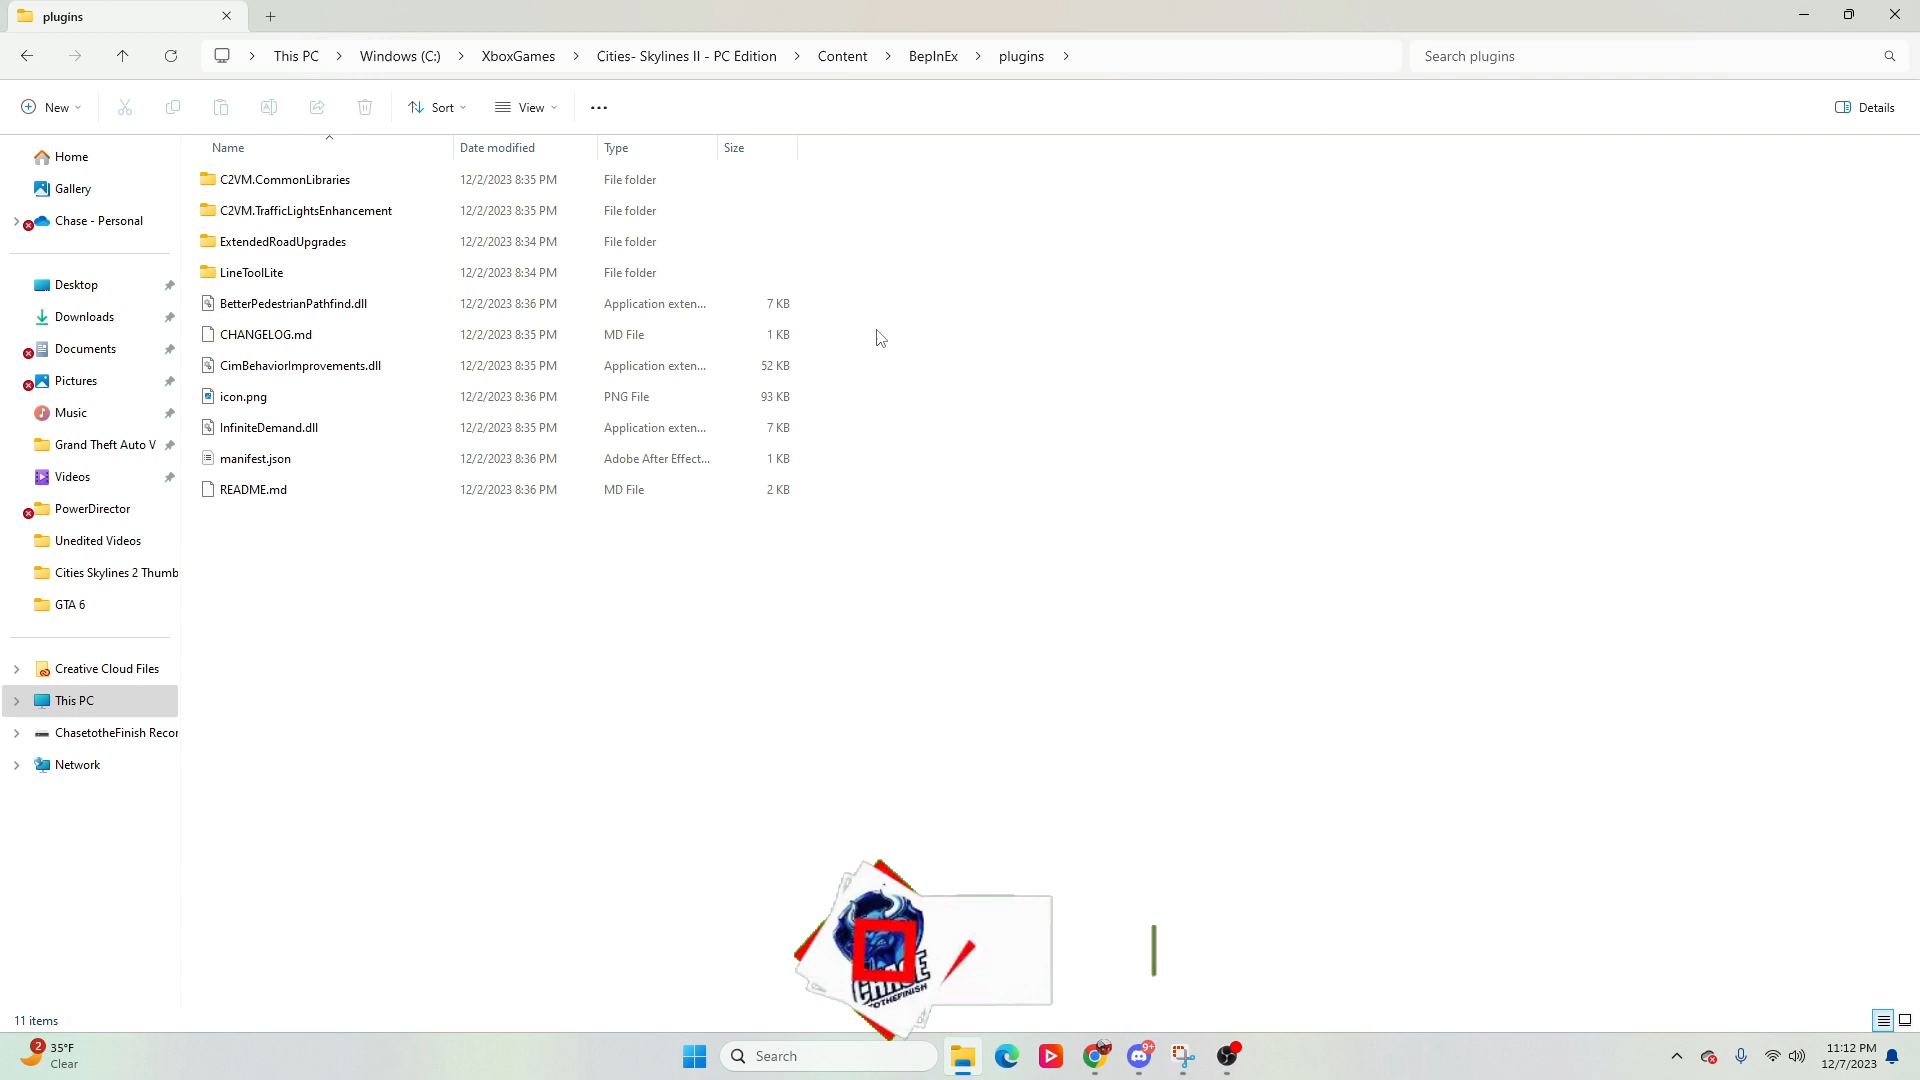 plugins
This PC > Windows (C:) > XboxGames > Cities- Skylines II - PC Edition > Content > BepInEx > plugins >
Search plugins
New
Sort
View
Details
Home
Gallery
Chase - Personal
Desktop
Downloads
Documents
Pictures
Music
Grand Theft Auto V
Videos
PowerDirector
Unedited Videos
Cities Skylines 2 Thumb
GTA 6
Creative Cloud Files
This PC
ChasetotheFinish Recor
Network
Name Date modified Type Size
C2VM.CommonLibraries 12/2/2023 8:35 PM File folder
C2VM.TrafficLightsEnhancement 12/2/2023 8:35 PM File folder
ExtendedRoadUpgrades 12/2/2023 8:34 PM File folder
LineToolLite 12/2/2023 8:34 PM File folder
BetterPedestrianPathfind.dll 12/2/2023 8:36 PM Application exten... 7 KB
CHANGELOG.md 12/2/2023 8:35 PM MD File 1 KB
CimBehaviorImprovements.dll 12/2/2023 8:35 PM Application exten... 52 KB
icon.png 12/2/2023 8:36 PM PNG File 93 KB
InfiniteDemand.dll 12/2/2023 8:35 PM Application exten... 7 KB
manifest.json 12/2/2023 8:36 PM Adobe After Effect... 1 KB
README.md 12/2/2023 8:36 PM MD File 2 KB
CHASE
TOTHEFINISH
11 items
2
35°F
Clear
Search
9+
11:12 PM
12/7/2023